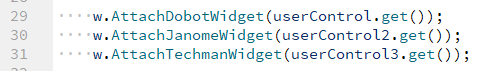 29 w.AttachDobotWidget(userControl.get());
30 w.AttachJanomeWidget(userControl2.get());
31 w.AttachTechmanWidget(userControl3.get());